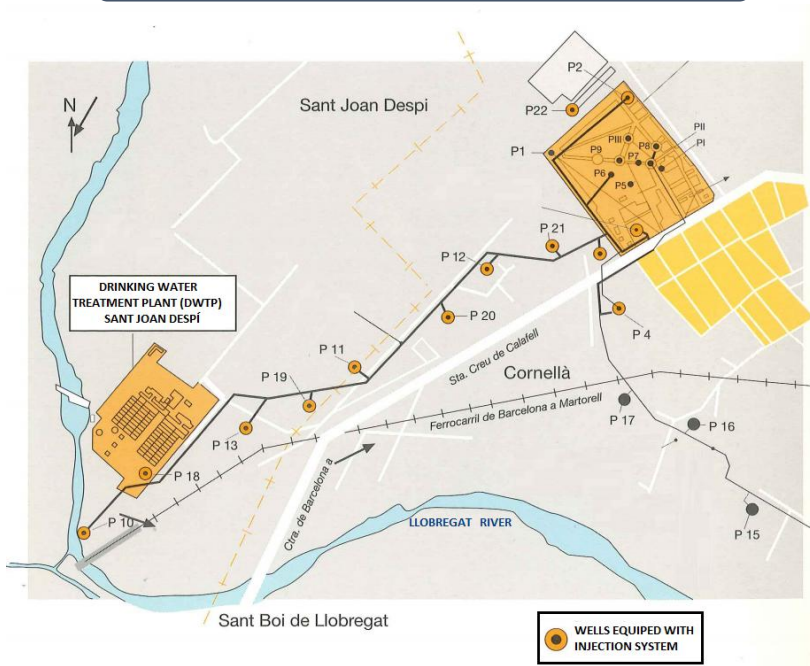 N
Sant Joan Despi
P2
P22
P1
PIII
P8
PII
PI
P9
P7
P6
P5
P 21
P 12
DRINKING WATER
TREATMENT PLANT (DWTP)
SANT JOAN DESPÍ
P 20
P 4
P 11
Sta. Creu de Calafell
Cornellà
P 19
Ferrocarril de Barcelona a Martorell
P 17
P 16
P 13
P 18
Ctra. de Barcelona a
P 10
LLOBREGAT RIVER
P 15
Sant Boi de Llobregat
WELLS EQUIPED WITH
INJECTION SYSTEM